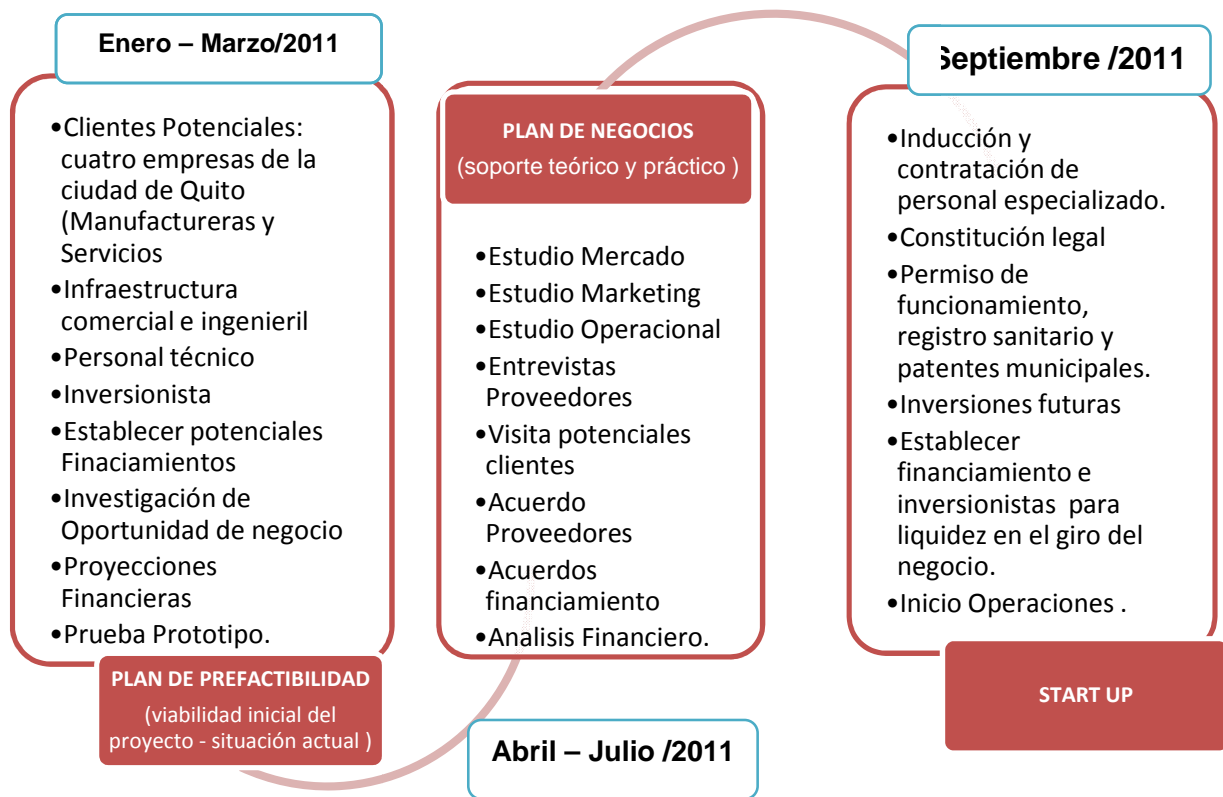 Enero – Marzo/2011
•Clientes Potenciales:
cuatro empresas de la
ciudad de Quito
(Manufactureras y
Servicios
•Infraestructura
comercial e ingenieril
•Personal técnico
•Inversionista
•Establecer potenciales
Finaciamientos
•Investigación de
Oportunidad de negocio
•Proyecciones
Financieras
•Prueba Prototipo.
PLAN DE PREFACTIBILIDAD
(viabilidad inicial del
proyecto - situación actual )
PLAN DE NEGOCIOS
(soporte teórico y práctico )
•Estudio Mercado
•Estudio Marketing
•Estudio Operacional
•Entrevistas
Proveedores
•Visita potenciales
clientes
•Acuerdo
Proveedores
•Acuerdos
financiamiento
•Analisis Financiero.
Abril – Julio /2011
Septiembre /2011
•Inducción y
contratación de
personal especializado.
•Constitución legal
•Permiso de
funcionamiento,
registro sanitario y
patentes municipales.
•Inversiones futuras
•Establecer
financiamiento e
inversionistas para
liquidez en el giro del
negocio.
•Inicio Operaciones .
START UP